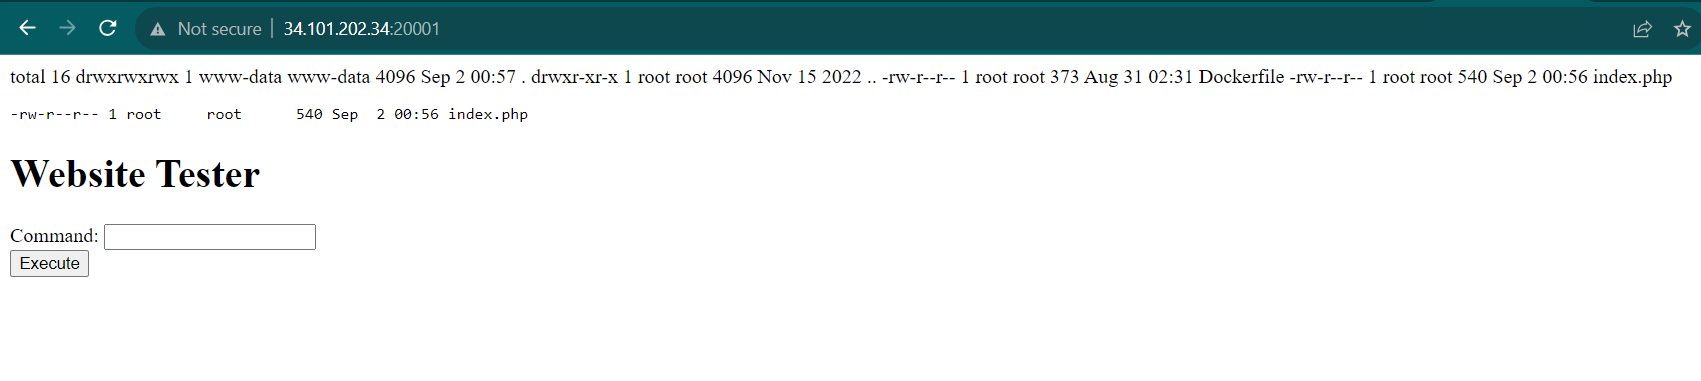 Not secure | 34.101.202.34:20001
total 16 drwxrwxrwx 1 www-data www-data 4096 Sep 2 00:57 . drwxr-xr-x 1 root root 4096 Nov 15 2022 .. -rw-r--r-- 1 root root 373 Aug 31 02:31 Dockerfile -rw-r--r-- 1 root root 540 Sep 2 00:56 index.php
-rw-r--r-- 1 root     root      540 Sep  2 00:56 index.php
Website Tester
Command:
Execute